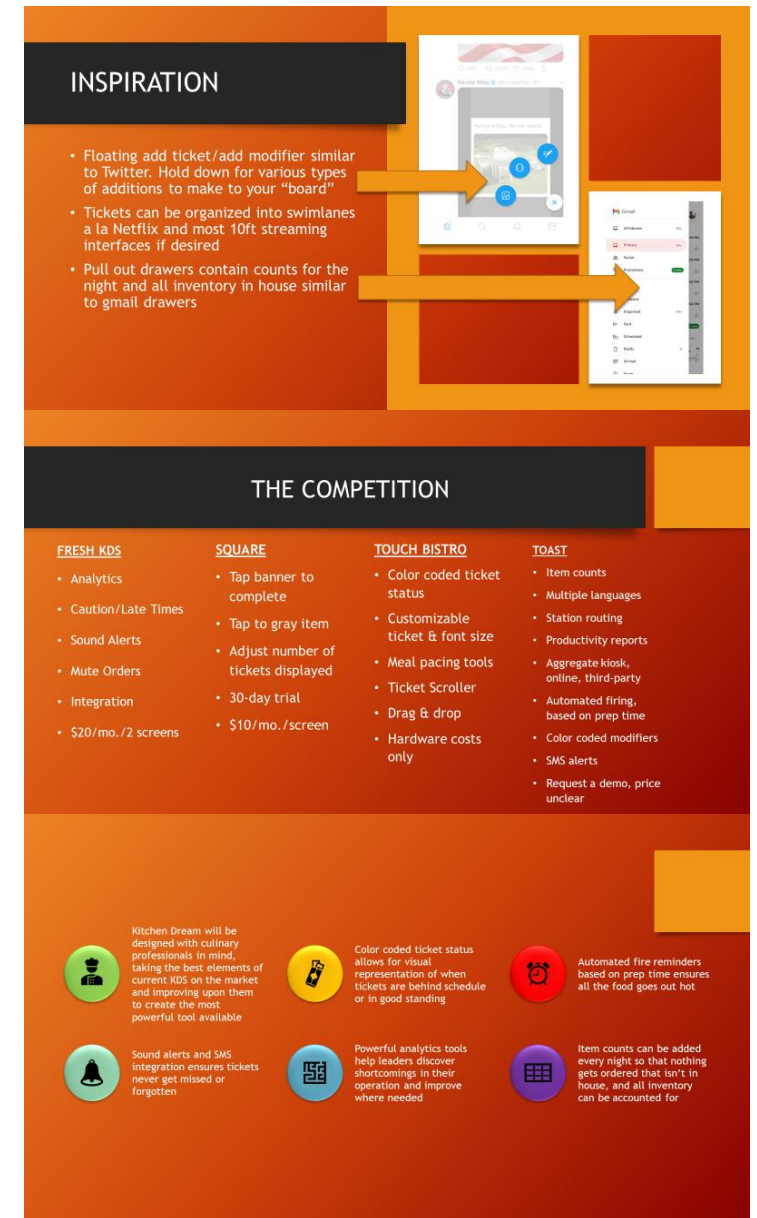 INSPIRATION
• Floating add ticket/add modifier similar
to Twitter. Hold down for various types
of additions to make to your “board”
• Tickets can be organized into swimlanes
a la Netflix and most 10ft streaming
interfaces if desired
• Pull out drawers contain counts for the
night and all inventory in house similar
to gmail drawers
Kirstie Alley
Gmail
All inboxes
Primary
Social
Promotions
Important
Sent
Scheduled
Drafts
All mail
THE COMPETITION
FRESH KDS
• Analytics
• Caution/Late Times
• Sound Alerts
• Mute Orders
• Integration
• $20/mo./2 screens
SQUARE
• Tap banner to
complete
• Tap to gray item
• Adjust number of
tickets displayed
• 30-day trial
• $10/mo./screen
TOUCH BISTRO
• Color coded ticket
status
• Customizable
ticket & font size
• Meal pacing tools
• Ticket Scroller
• Drag & drop
• Hardware costs
only
TOAST
• Item counts
• Multiple languages
• Station routing
• Productivity reports
• Aggregate kiosk,
online, third-party
• Automated firing,
based on prep time
• Color coded modifiers
• SMS alerts
• Request a demo, price
unclear
Kitchen Dream will be
designed with culinary
professionals in mind,
taking the best elements of
current KDS on the market
and improving upon them
to create the most
powerful tool available
Color coded ticket status
allows for visual
representation of when
tickets are behind schedule
or in good standing
Automated fire reminders
based on prep time ensures
all the food goes out hot
Sound alerts and SMS
integration ensures tickets
never get missed or
forgotten
Powerful analytics tools
help leaders discover
shortcomings in their
operation and improve
where needed
Item counts can be added
every night so that nothing
gets ordered that isn’t in
house, and all inventory
can be accounted for